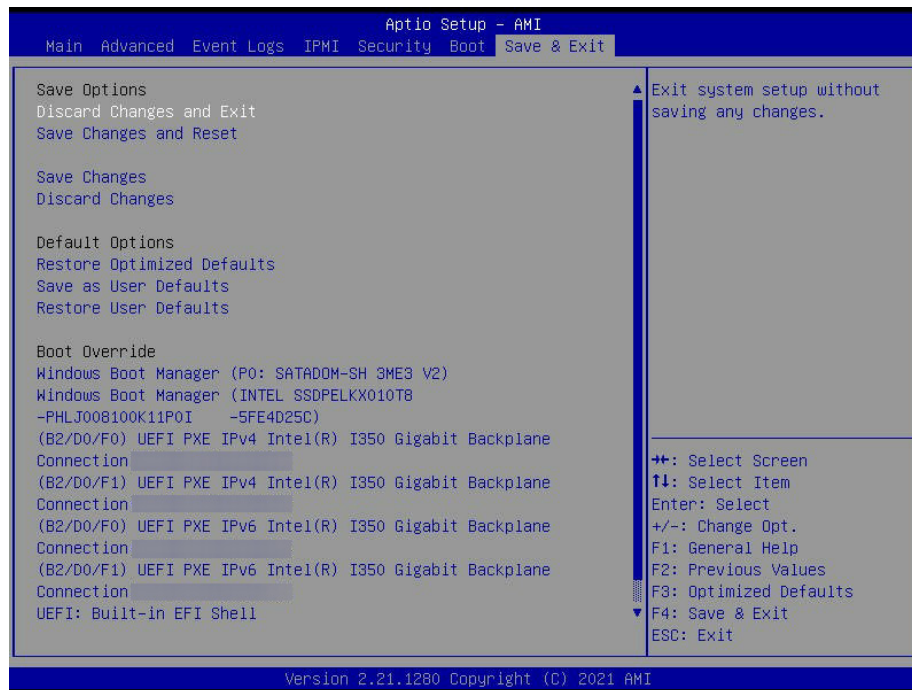 Aptio Setup – AMI
Main Advanced Event Logs IPMI Security Boot Save & Exit
Save Options
Discard Changes and Exit
Save Changes and Reset
Save Changes
Discard Changes
Default Options
Restore Optimized Defaults
Save as User Defaults
Restore User Defaults
Boot Override
Windows Boot Manager (P0: SATADOM-SH 3ME3 V2)
Windows Boot Manager (INTEL SSDPELKX010T8
-PHLJ008100K11P0I -5FE4D25C)
(B2/D0/F0) UEFI PXE IPv4 Intel(R) I350 Gigabit Backplane
Connection
(B2/D0/F1) UEFI PXE IPv4 Intel(R) I350 Gigabit Backplane
Connection
(B2/D0/F0) UEFI PXE IPv6 Intel(R) I350 Gigabit Backplane
Connection
(B2/D0/F1) UEFI PXE IPv6 Intel(R) I350 Gigabit Backplane
Connection
UEFI: Built-in EFI Shell
Exit system setup without
saving any changes.
→←: Select Screen
↑↓: Select Item
Enter: Select
+/-: Change Opt.
F1: General Help
F2: Previous Values
F3: Optimized Defaults
F4: Save & Exit
ESC: Exit
Version 2.21.1280 Copyright (C) 2021 AMI